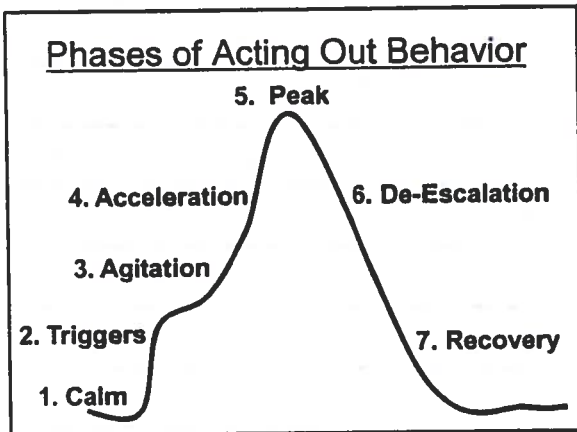 Phases of Acting Out Behavior
5. Peak
4. Acceleration
6. De-Escalation
3. Agitation
2. Triggers
7. Recovery
1. Calm